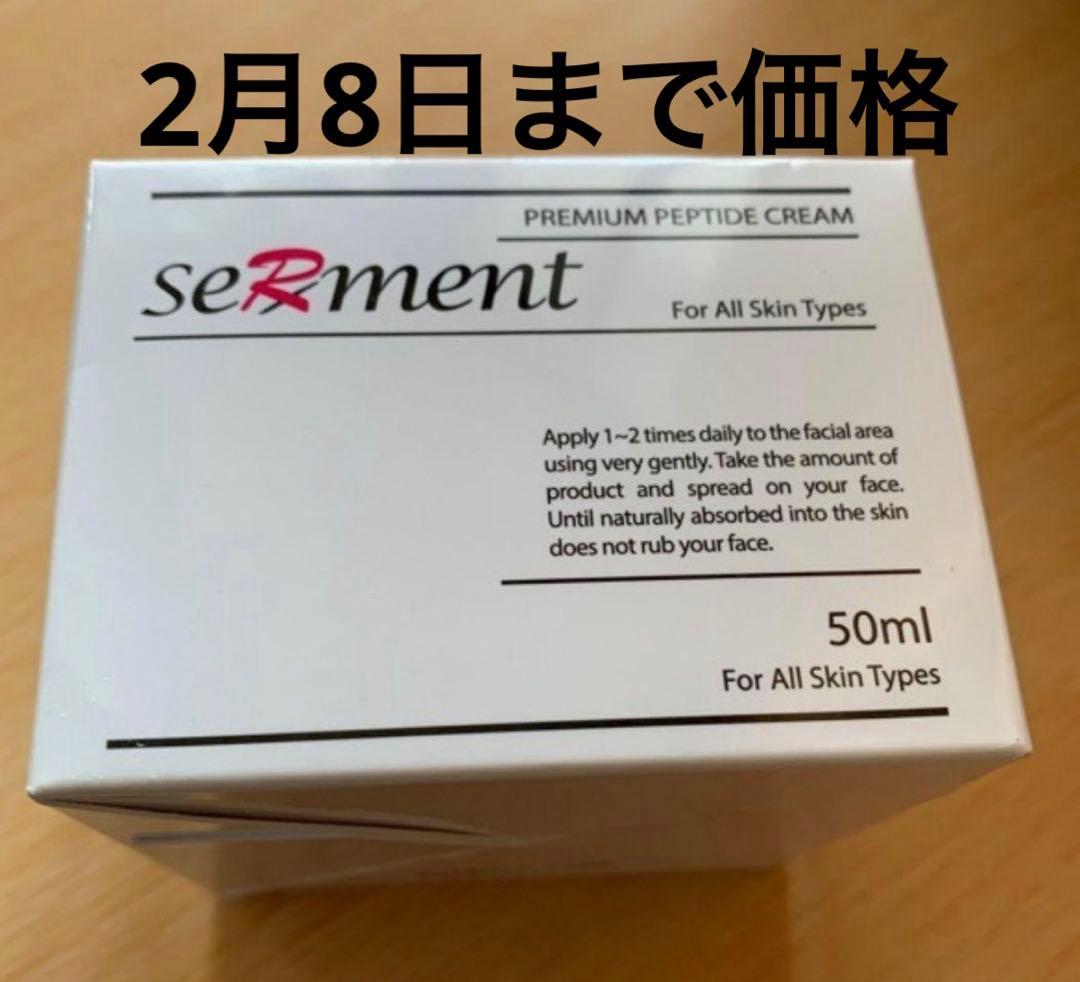 2月8日まで価格
PREMIUM PEPTIDE CREAM
seRment
For All Skin Types
Apply 1~2 times daily to the facial area
using very gently. Take the amount of
product and spread on your face.
Until naturally absorbed into the skin
does not rub your face.
50ml
For All Skin Types